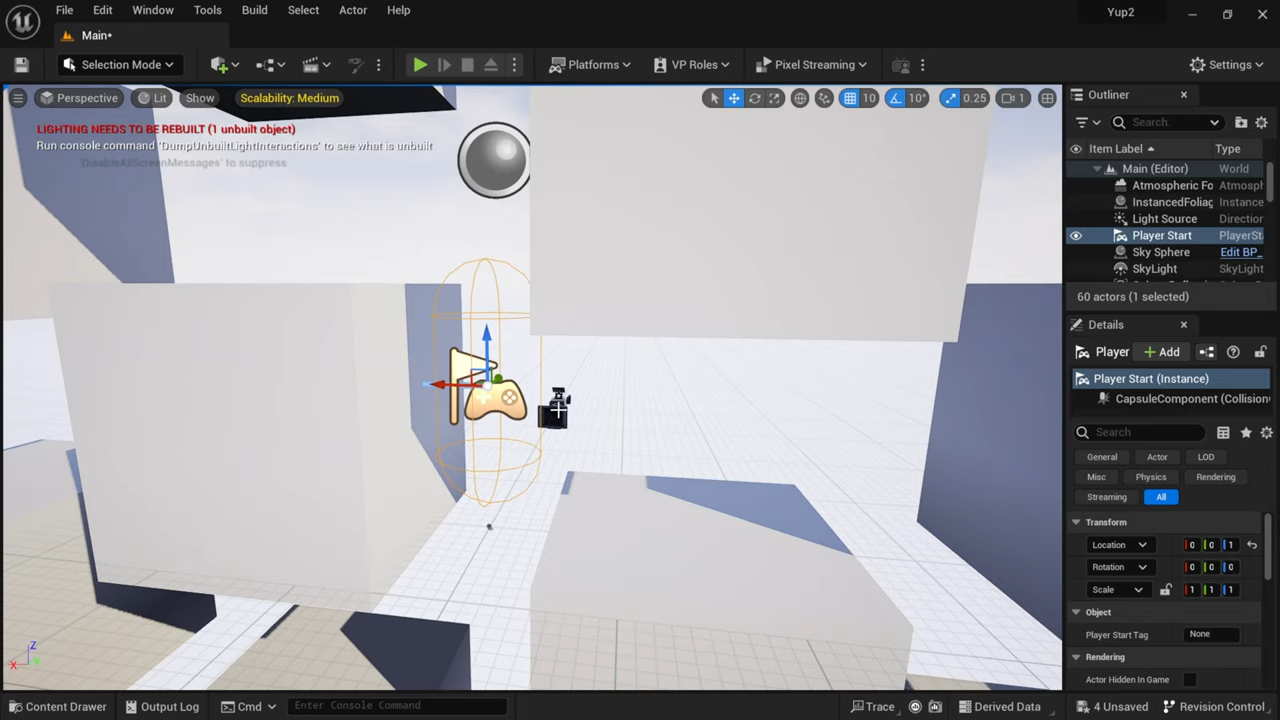 File Edit Window Tools Build Select Actor Help Yup2
Main*
Selection Mode Platforms VP Roles Pixel Streaming Settings
Perspective Lit Show Scalability: Medium 10 10° 0.25 1
LIGHTING NEEDS TO BE REBUILT (1 unbuilt object)
Run console command 'DumpUnbuiltLightInteractions' to see what is unbuilt
'DisableAllScreenMessages' to suppress
Outliner
Search.
Item Label Type
Main (Editor) World
Atmospheric Fo Atmosph
InstancedFoliag Instance
Light Source Direction
Player Start PlayerSt
Sky Sphere Edit BP_
SkyLight SkyLight
60 actors (1 selected)
Details
Player Add
Player Start (Instance)
CapsuleComponent (Collision
Search
General Actor LOD
Misc Physics Rendering
Streaming All
Transform
Location 0 0 1
Rotation 0 0 0
Scale 1 1 1
Object
Player Start Tag None
Rendering
Actor Hidden In Game
Z
X Y
Content Drawer Output Log Cmd Enter Console Command Trace Derived Data 4 Unsaved Revision Control